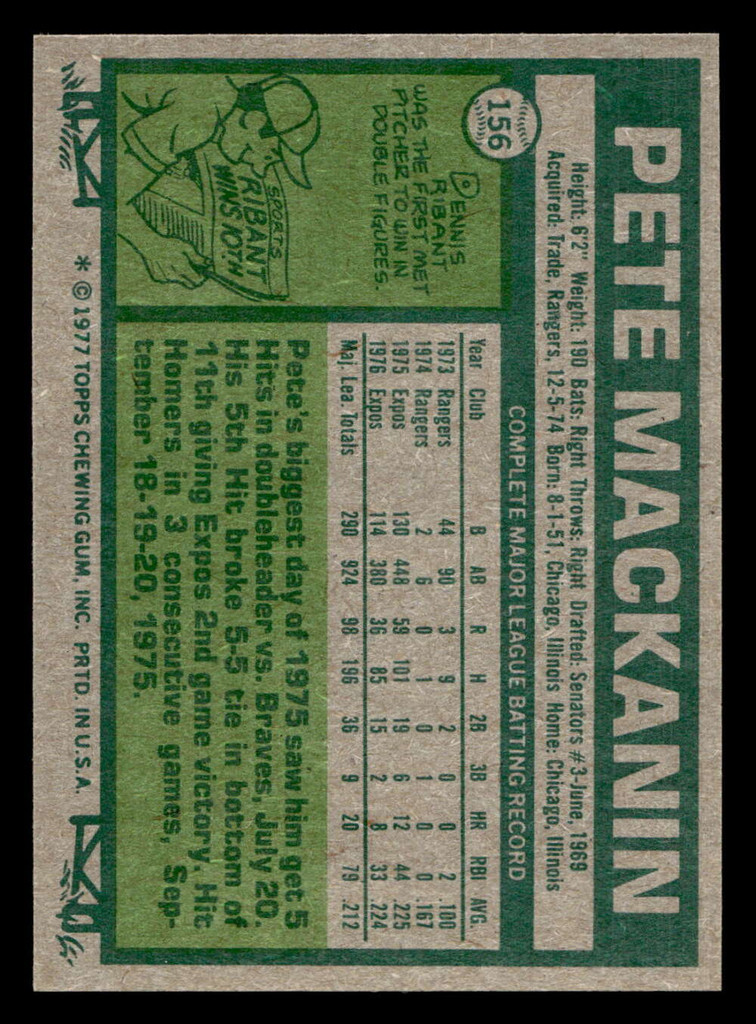 156
PETE MACKANIN
Height: 6'2" Weight: 190 Bats: Right Throws: Right Drafted: Senators #3-June, 1969
Acquired: Trade, Rangers, 12-5-74 Born: 8-1-51, Chicago, Illinois Home: Chicago, Illinois
COMPLETE MAJOR LEAGUE BATTING RECORD
Year Club B AB R H 2B 3B HR RBI AVG.
1973 Rangers 44 90 3 9 2 0 0 2 .100
1974 Rangers 2 6 0 1 0 1 0 0 .167
1975 Expos 130 448 59 101 19 6 12 44 .225
1976 Expos 114 380 36 85 15 2 8 33 .224
Maj. Lea. Totals 290 924 98 196 36 9 20 79 .212
DENNIS
RIBANT
WAS THE FIRST MET
PITCHER TO WIN IN
DOUBLE FIGURES.
SPORTS
RIBANT
WINS 10TH
Pete's biggest day of 1975 saw him get 5
Hits in doubleheader vs. Braves, July 20.
His 5th Hit broke 5-5 tie in bottom of
11th giving Expos 2nd game victory. Hit
Homers in 3 consecutive games, Sep-
tember 18-19-20, 1975.
* © 1977 TOPPS CHEWING GUM, INC. PRTD. IN U.S.A.